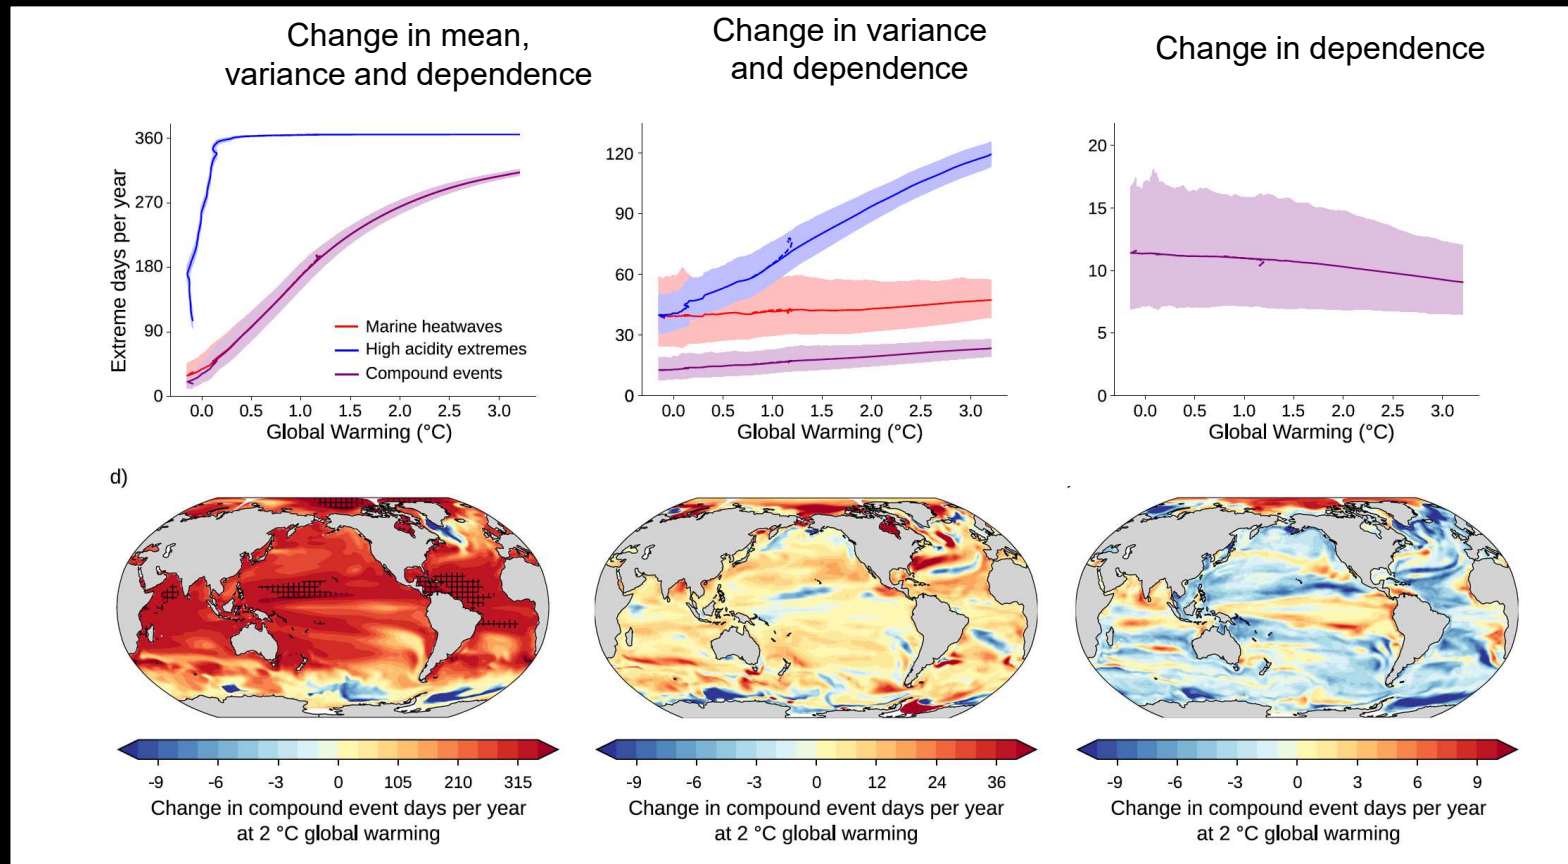 Change in mean,
variance and dependence
Change in variance
and dependence
Change in dependence
Extreme days per year
360
270
180
90
0
0.0 0.5 1.0 1.5 2.0 2.5 3.0
Global Warming (°C)
Marine heatwaves
High acidity extremes
Compound events
120
90
60
30
0
0.0 0.5 1.0 1.5 2.0 2.5 3.0
Global Warming (°C)
20
15
10
5
0
0.0 0.5 1.0 1.5 2.0 2.5 3.0
Global Warming (°C)
d)
-9 -6 -3 0 105 210 315
Change in compound event days per year
at 2 °C global warming
-9 -6 -3 0 12 24 36
Change in compound event days per year
at 2 °C global warming
-9 -6 -3 0 3 6 9
Change in compound event days per year
at 2 °C global warming